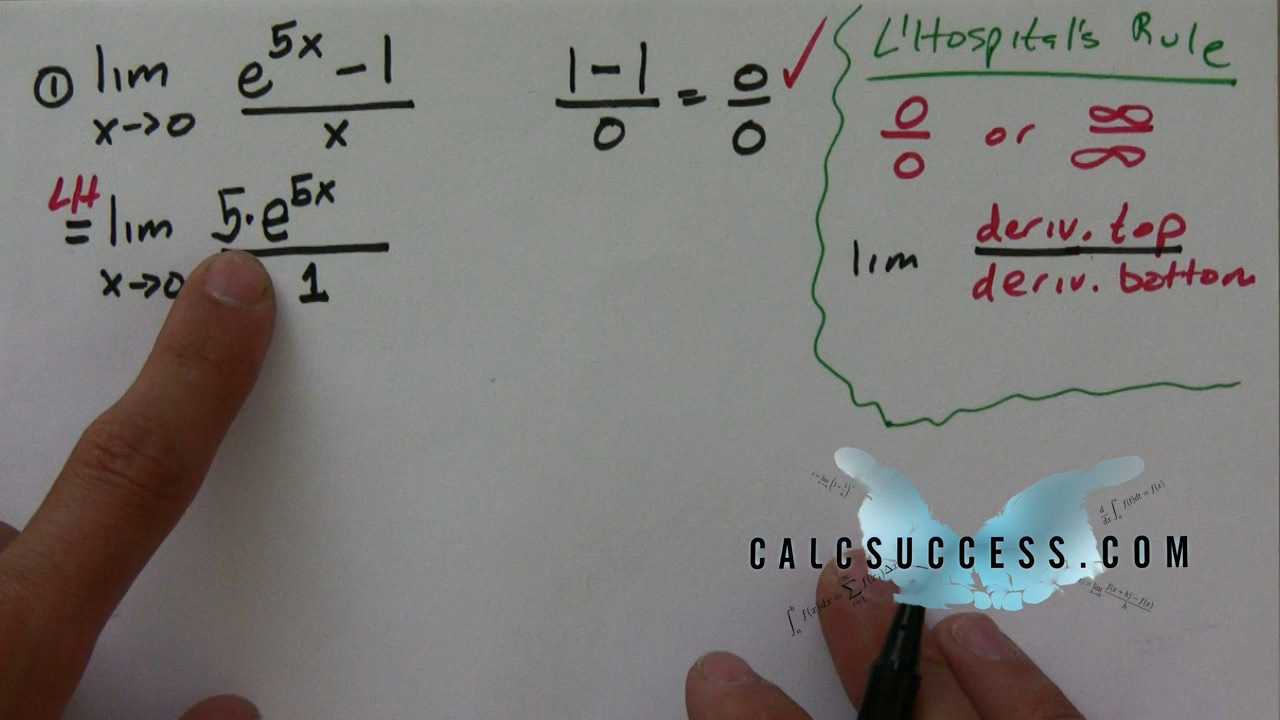 ① lim x→0 (e^{5x} - 1)/x
(1-1)/0 = 0/0 ✓
LH
= lim x→0 (5·e^{5x})/1
L'Hospital's Rule
0/0 or ∞/∞
lim (deriv. top)/(deriv. bottom)
CALCSUCCESS.COM